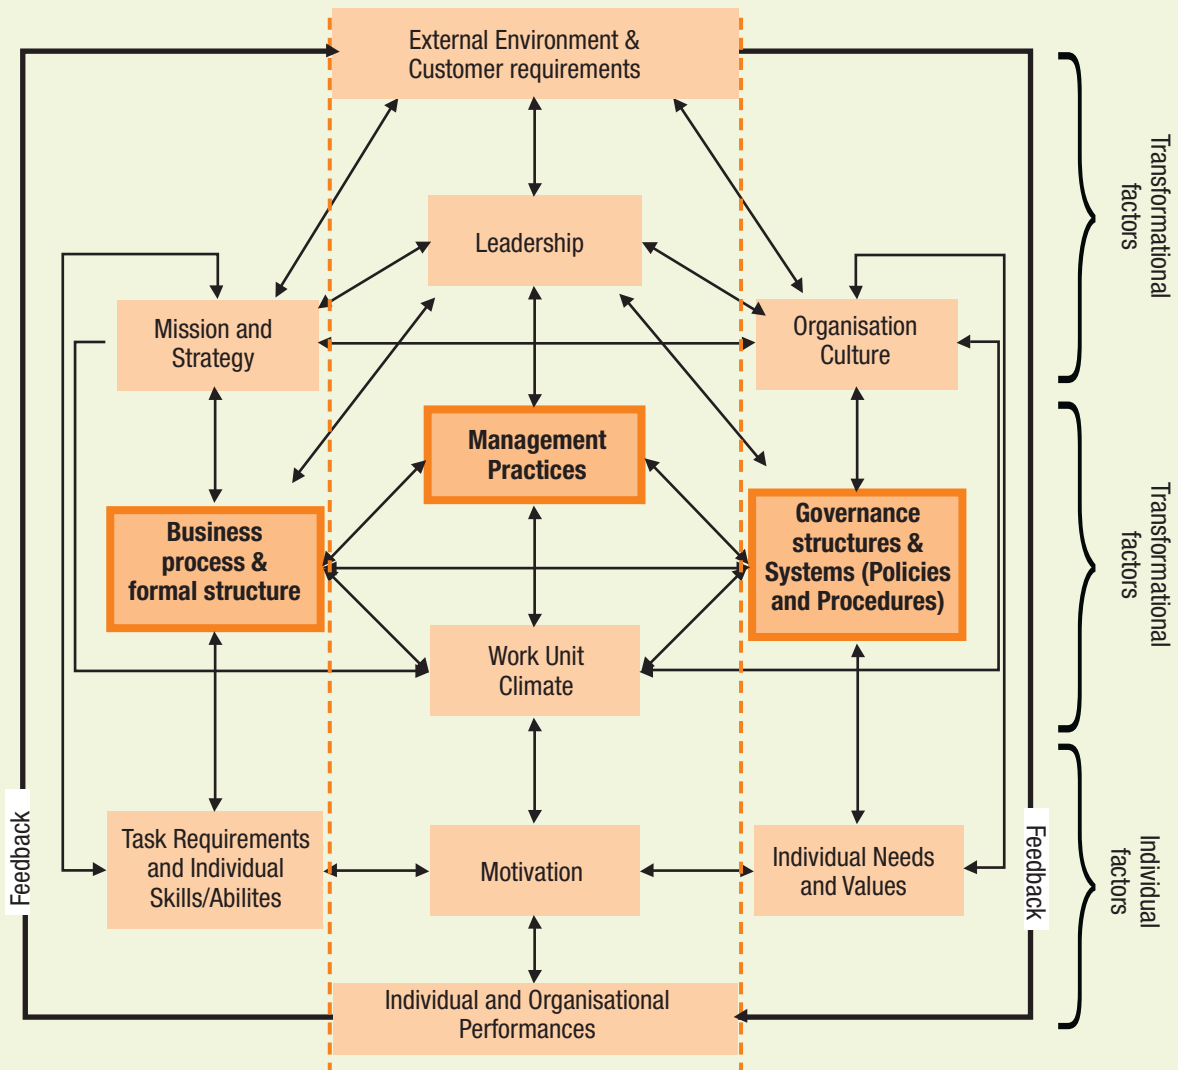 External Environment &
Customer requirements
Transformational
factors
Leadership
Mission and
Strategy
Organisation
Culture
Management
Practices
Transformational
factors
Business
process &
formal structure
Governance
structures &
Systems (Policies
and Procedures)
Work Unit
Climate
Feedback
Task Requirements
and Individual
Skills/Abilites
Motivation
Individual Needs
and Values
Feedback
Individual
factors
Individual and Organisational
Performances